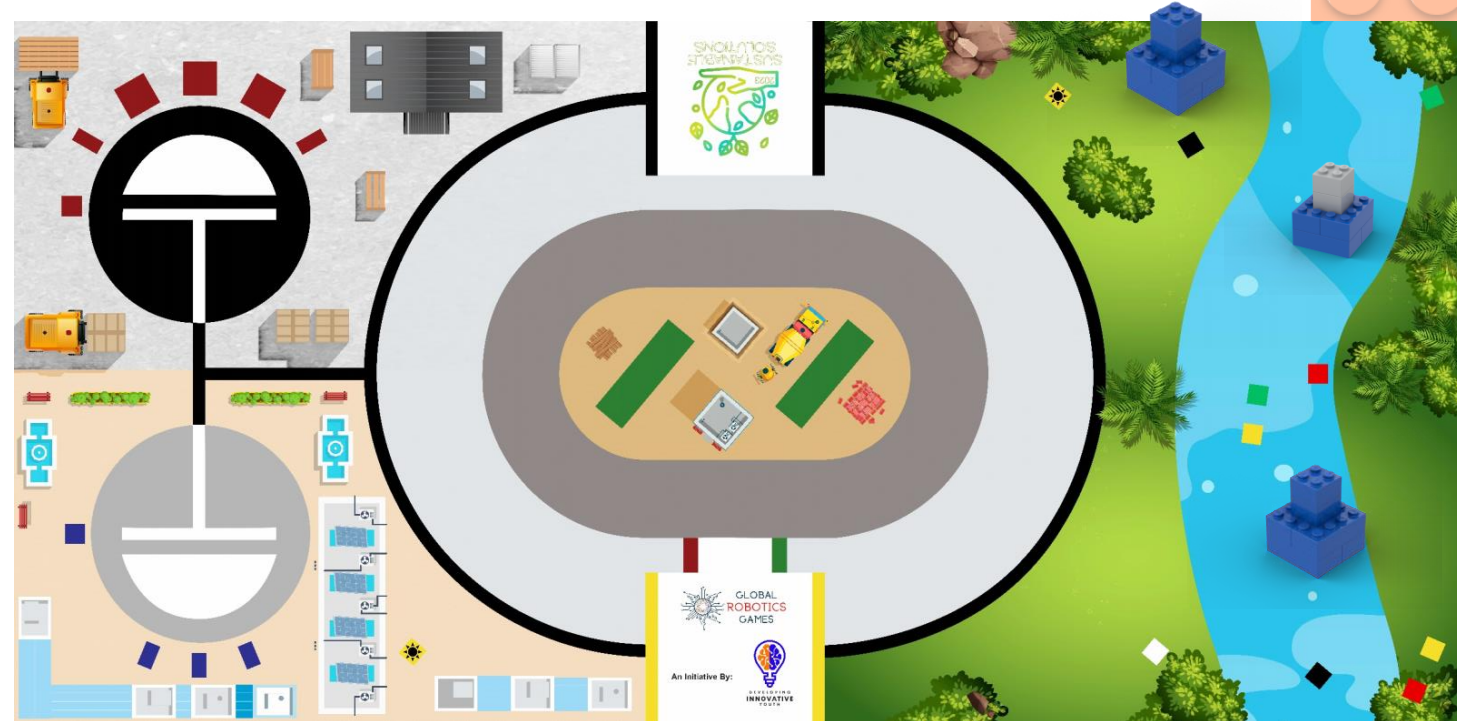 SUSTAINABLE
SOLUTIONS
2023
GLOBAL
ROBOTICS
GAMES
An Initiative By:
DEVELOPING
INNOVATIVE
YOUTH